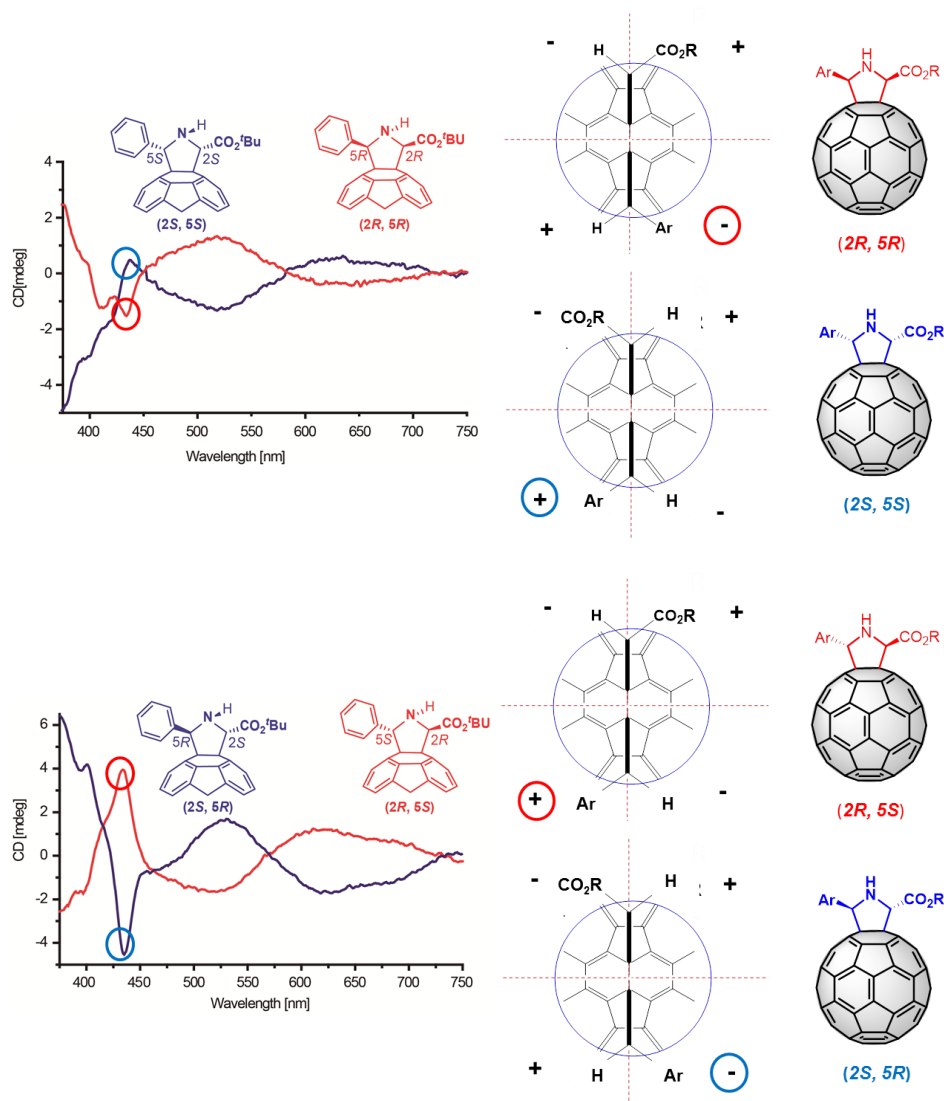 - H CO₂R +
+ H Ar -
Ar HN CO₂R
(2R, 5R)
N H CO₂ᵗBu
5S 2S
(2S, 5S)
N H CO₂ᵗBU
5R 2R
(2R, 5R)
4
2
0
-2
-4
CD[mdeg]
400 450 500 550 600 650 700 750
Wavelength [nm]
- CO₂R H +
+ Ar H -
Ar HN CO₂R
(2S, 5S)
- H CO₂R +
+ Ar H -
Ar HN CO₂R
(2R, 5S)
N H CO₂ᵗBu
5R 2S
(2S, 5R)
N H CO₂ᵗBU
5S 2R
(2R, 5S)
6
4
2
0
-2
-4
CD [mdeg]
400 450 500 550 600 650 700 750
Wavelength [nm]
- CO₂R H +
+ H Ar -
Ar HN CO₂R
(2S, 5R)